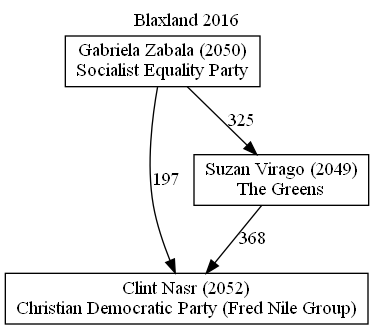 Blaxland 2016
Gabriela Zabala (2050)
Socialist Equality Party
325
Suzan Virago (2049)
The Greens
197
368
Clint Nasr (2052)
Christian Democratic Party (Fred Nile Group)